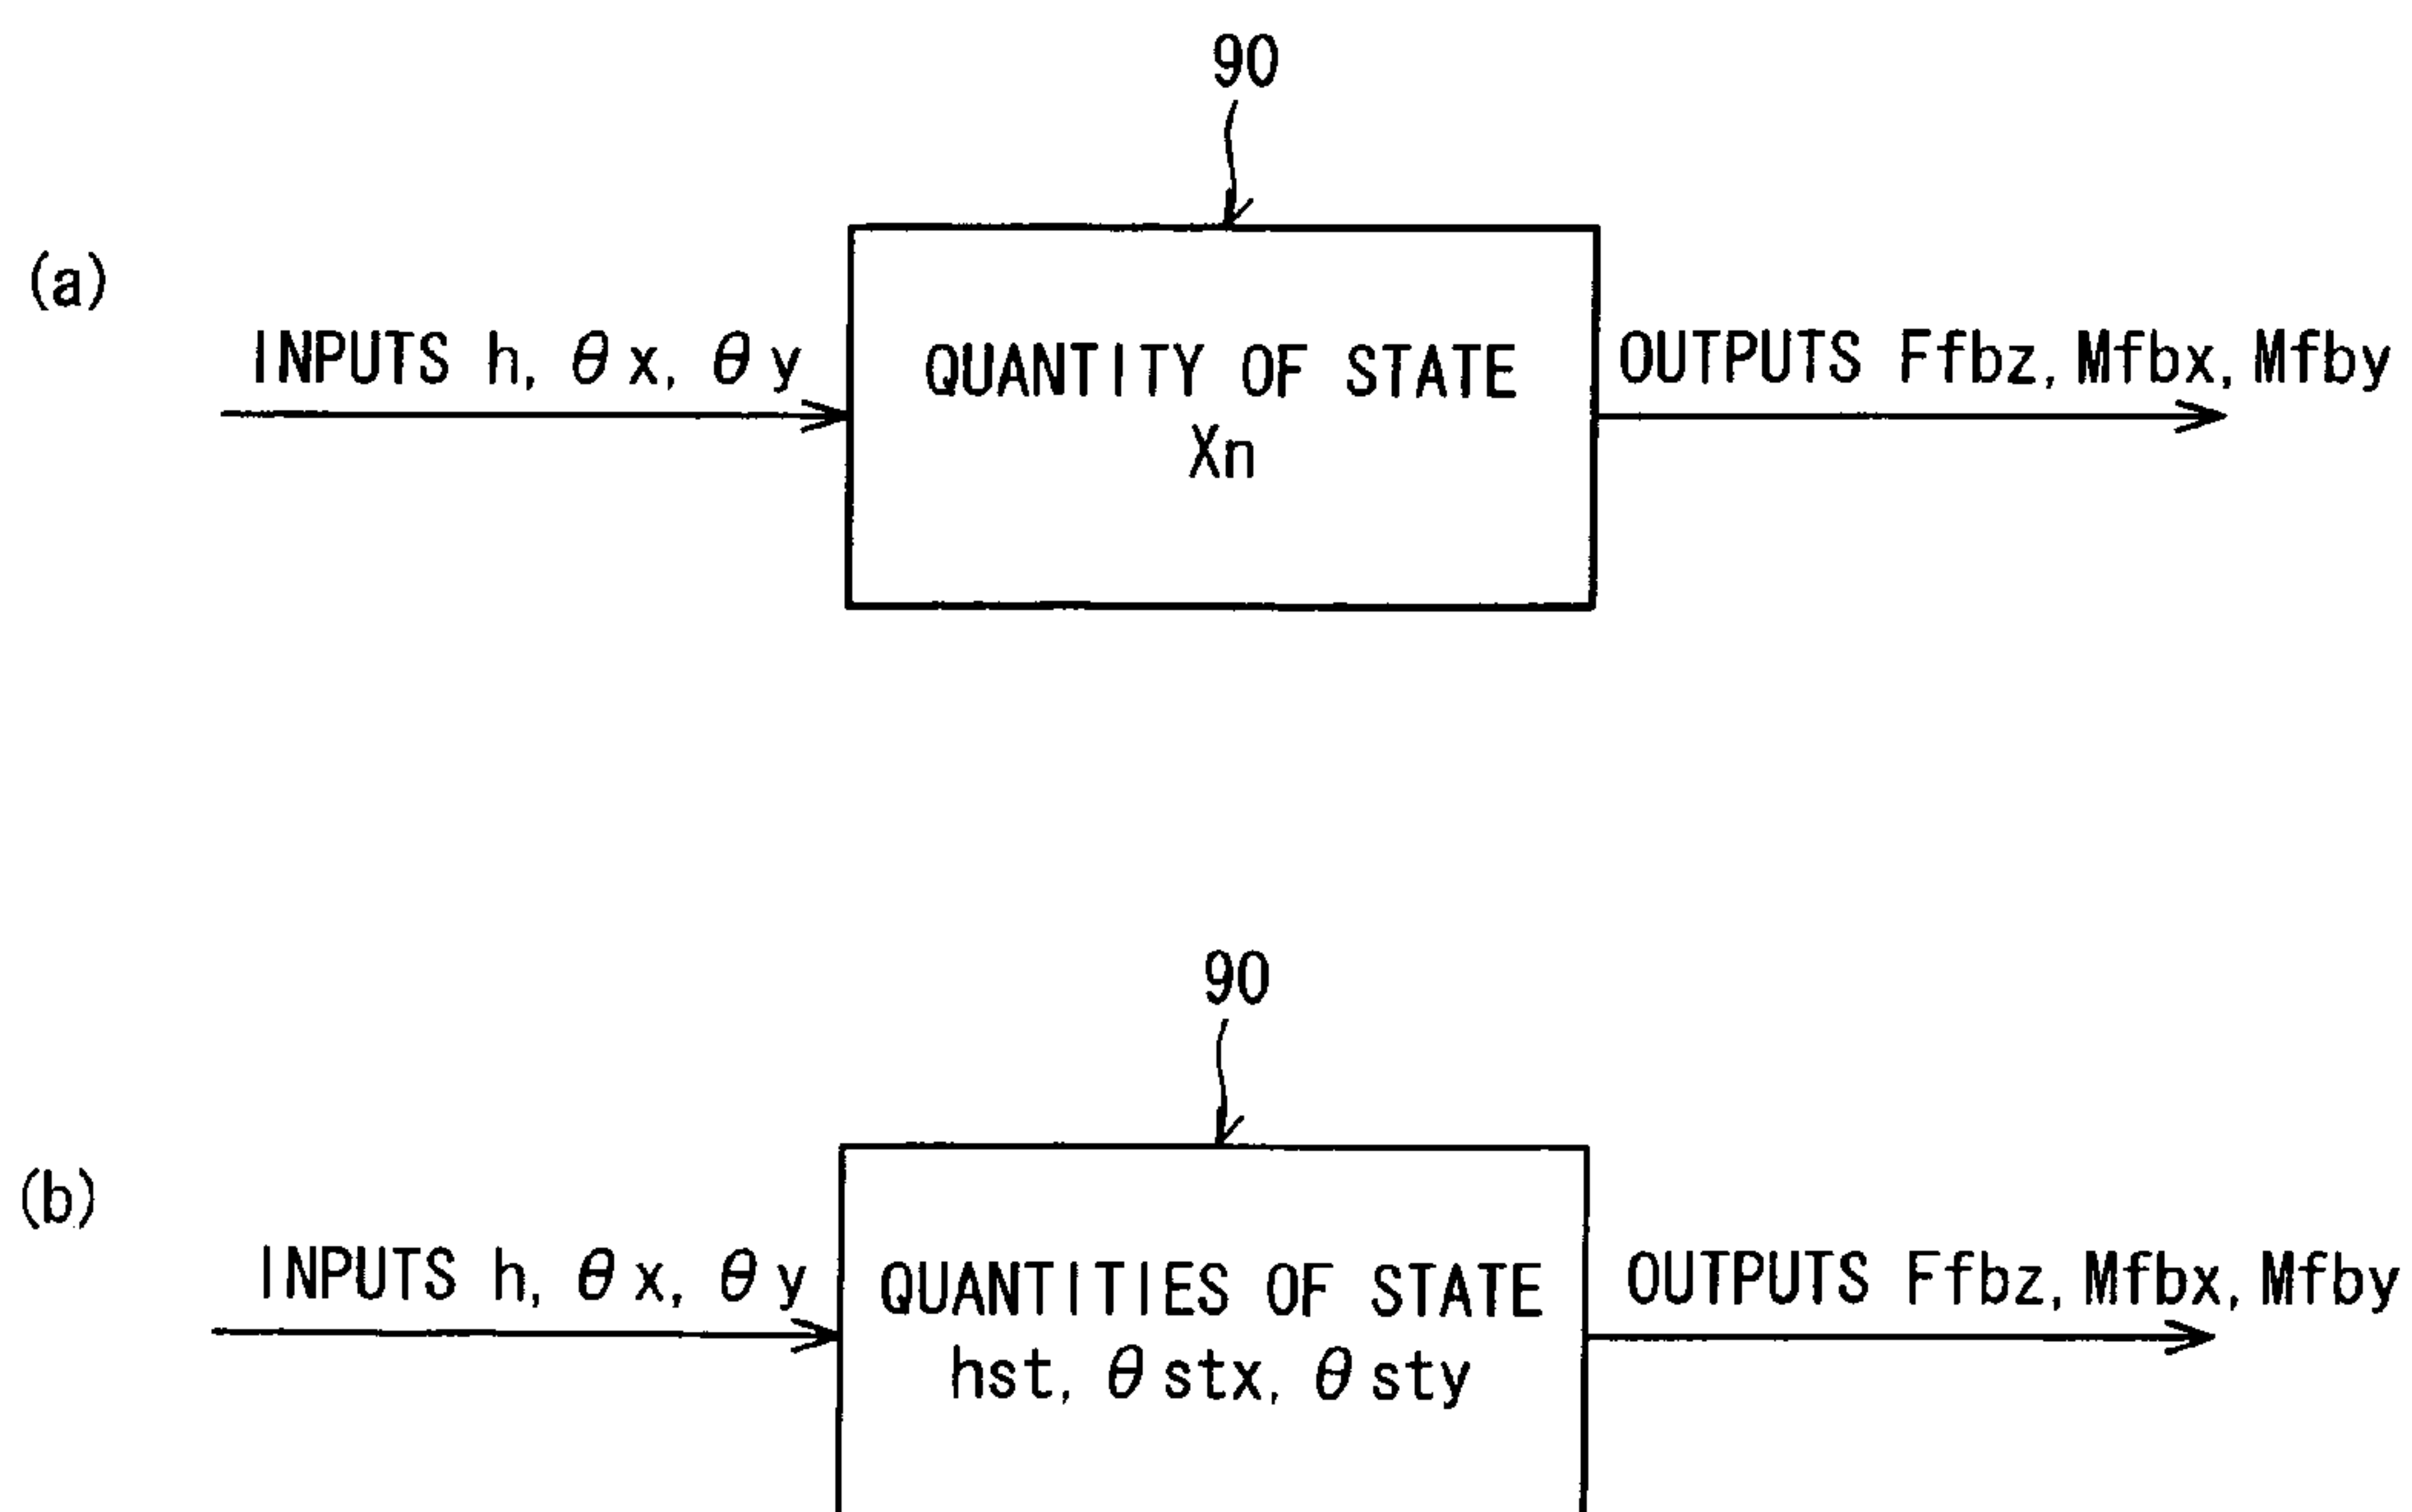 90
(a)
INPUTS h, θx, θy
QUANTITY OF STATE
Xn
OUTPUTS Ffbz, Mfbx, Mfby
90
(b)
INPUTS h, θx, θy
QUANTITIES OF STATE
hst, θstx, θsty
OUTPUTS Ffbz, Mfbx, Mfby